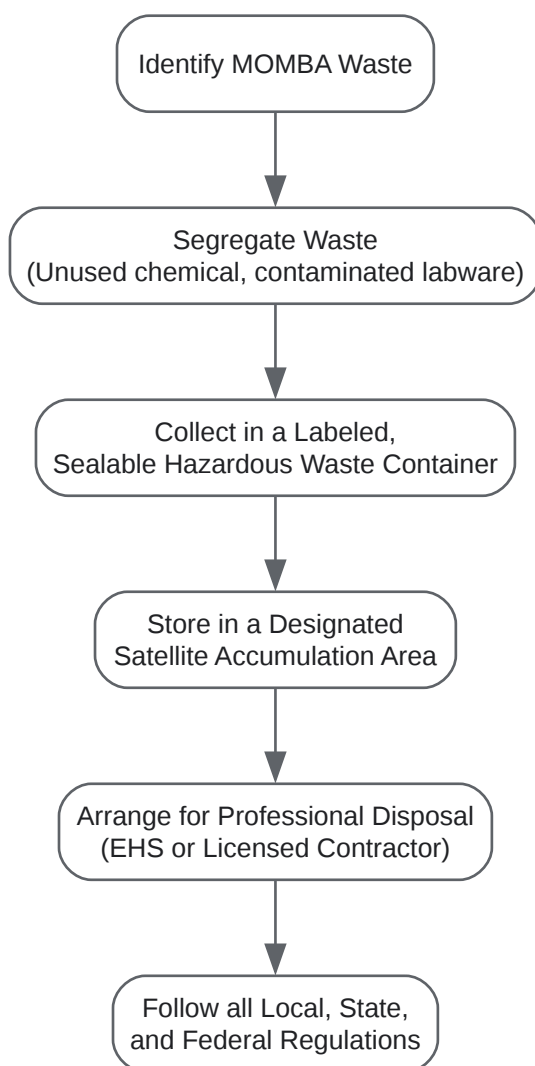 Identify MOMBA Waste
Segregate Waste
(Unused chemical, contaminated labware)
Collect in a Labeled,
Sealable Hazardous Waste Container
Store in a Designated
Satellite Accumulation Area
Arrange for Professional Disposal
(EHS or Licensed Contractor)
Follow all Local, State,
and Federal Regulations